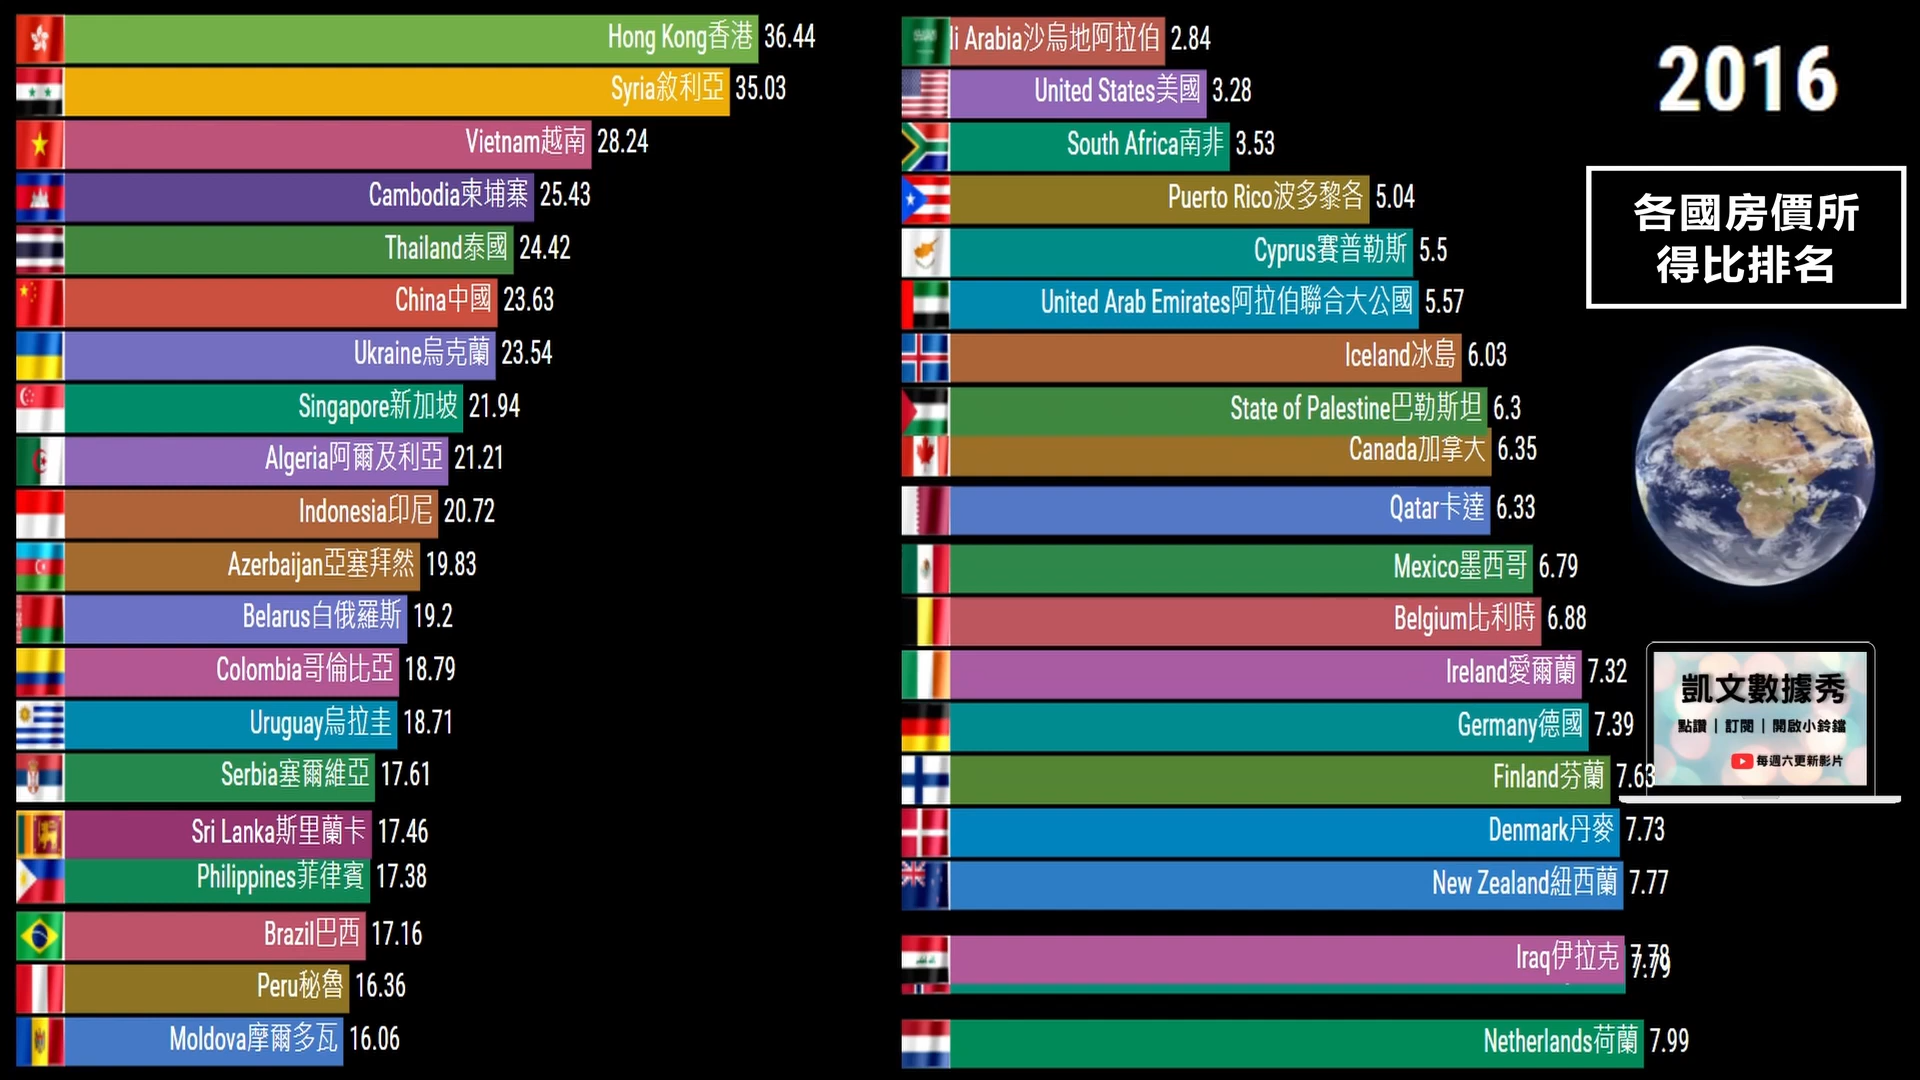 Hong Kong香港 36.44
Syria敘利亞 35.03
Vietnam越南 28.24
Cambodia柬埔寨 25.43
Thailand泰國 24.42
China中國 23.63
Ukraine烏克蘭 23.54
Singapore新加坡 21.94
Algeria阿爾及利亞 21.21
Indonesia印尼 20.72
Azerbaijan亞塞拜然 19.83
Belarus白俄羅斯 19.2
Colombia哥倫比亞 18.79
Uruguay烏拉圭 18.71
Serbia塞爾維亞 17.61
Sri Lanka斯里蘭卡 17.46
Philippines菲律賓 17.38
Brazil巴西 17.16
Peru秘魯 16.36
Moldova摩爾多瓦 16.06
di Arabia沙烏地阿拉伯 2.84
United States美國 3.28
South Africa南非 3.53
Puerto Rico波多黎各 5.04
Cyprus賽普勒斯 5.5
United Arab Emirates阿拉伯聯合大公國 5.57
Iceland冰島 6.03
State of Palestine巴勒斯坦 6.3
Canada加拿大 6.35
Qatar卡達 6.33
Mexico墨西哥 6.79
Belgium比利時 6.88
Ireland愛爾蘭 7.32
Germany德國 7.39
Finland芬蘭 7.63
Denmark丹麥 7.73
New Zealand紐西蘭 7.77
Iraq伊拉克 7.78
7.79
Netherlands荷蘭 7.99
2016
各國房價所
得比排名
凱文數據秀
點讚 | 訂閱 | 開啟小鈴鐺
每週六更新影片